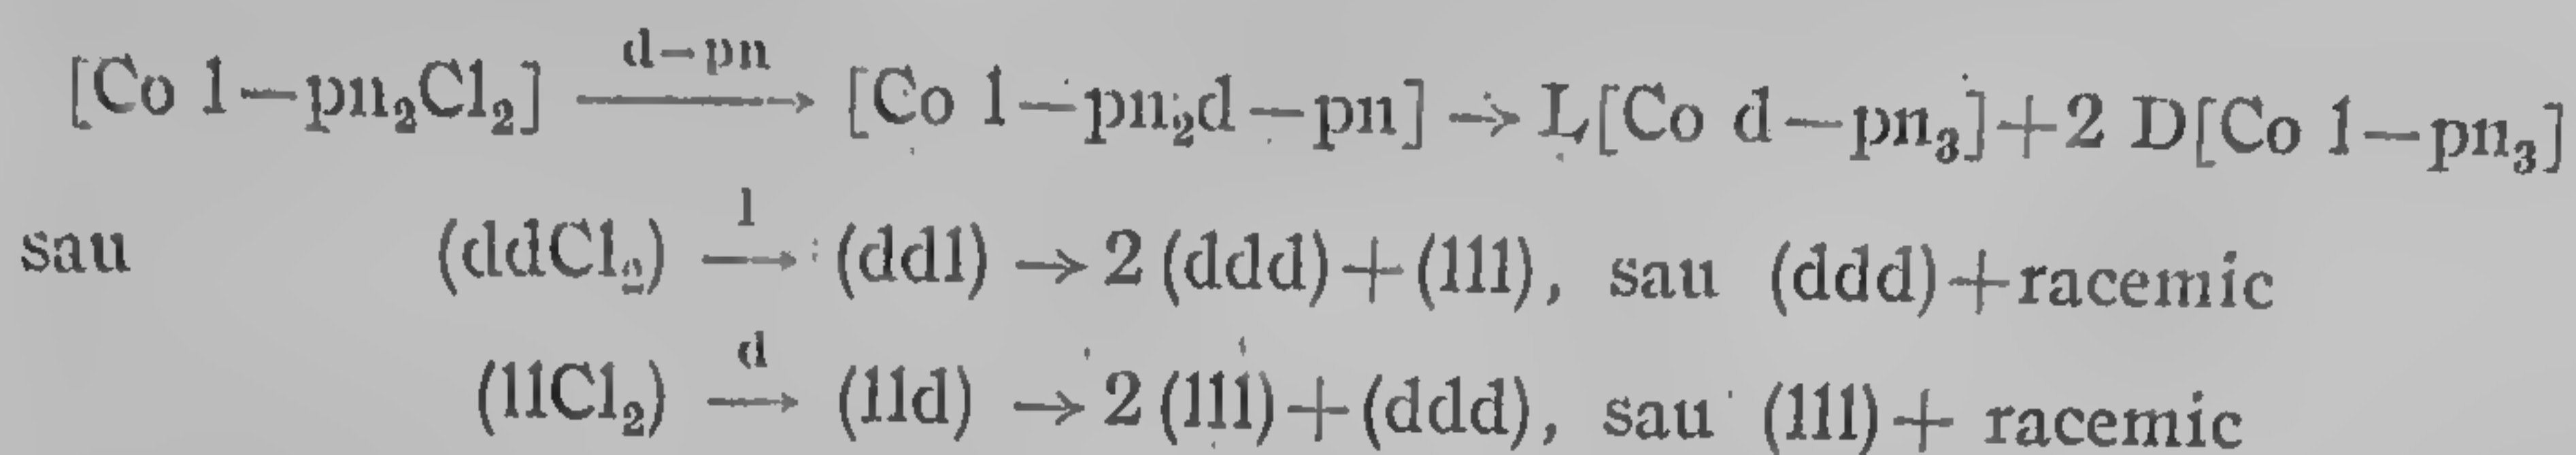 [Co l—pn₂Cl₂] d—pn → [Co l—pn₂d—pn] → L[Co d—pn₃]+2 D[Co l—pn₃]
sau (ddCl₂) l → (ddl) → 2 (ddd)+(lll), sau (ddd)+racemic
(llCl₂) d → (lld) → 2 (lll)+(ddd), sau (lll)+ racemic